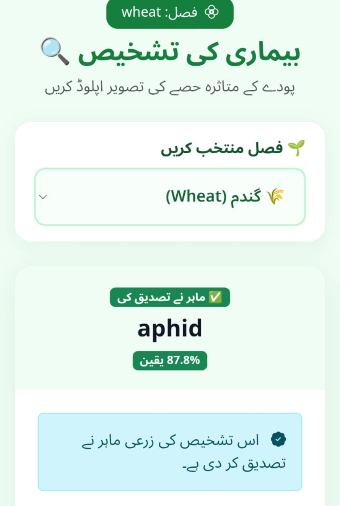 فصل: wheat
بیماری کی تشخیص
پودے کے متاثرہ حصے کی تصویر اپلوڈ کریں
فصل منتخب کریں
گندم (Wheat)
ماہر نے تصدیق کی
aphid
87.8% یقین
اس تشخیص کی زرعی ماہر نے
تصدیق کر دی ہے۔